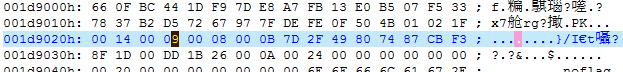 001d9000h: 66 0F BC 44 1D F9 7D E8 A7 FB 13 E0 B5 07 F5 33 ; f.糄.鶀瑙?嗟.?
001d9010h: 78 37 B2 D5 72 67 97 7F DE FE 0F 50 4B 01 02 1F ; x7舱rg?撖.PK...
001d9020h: 00 14 00 09 00 08 00 0B 7D 2F 49 80 74 87 CB F3 ; ........}/I€t嚘?
001d9030h: 8F 1D 00 DD 1B 26 00 0A 00 24 00 00 00 00 00 00 ; ?.?&...$......